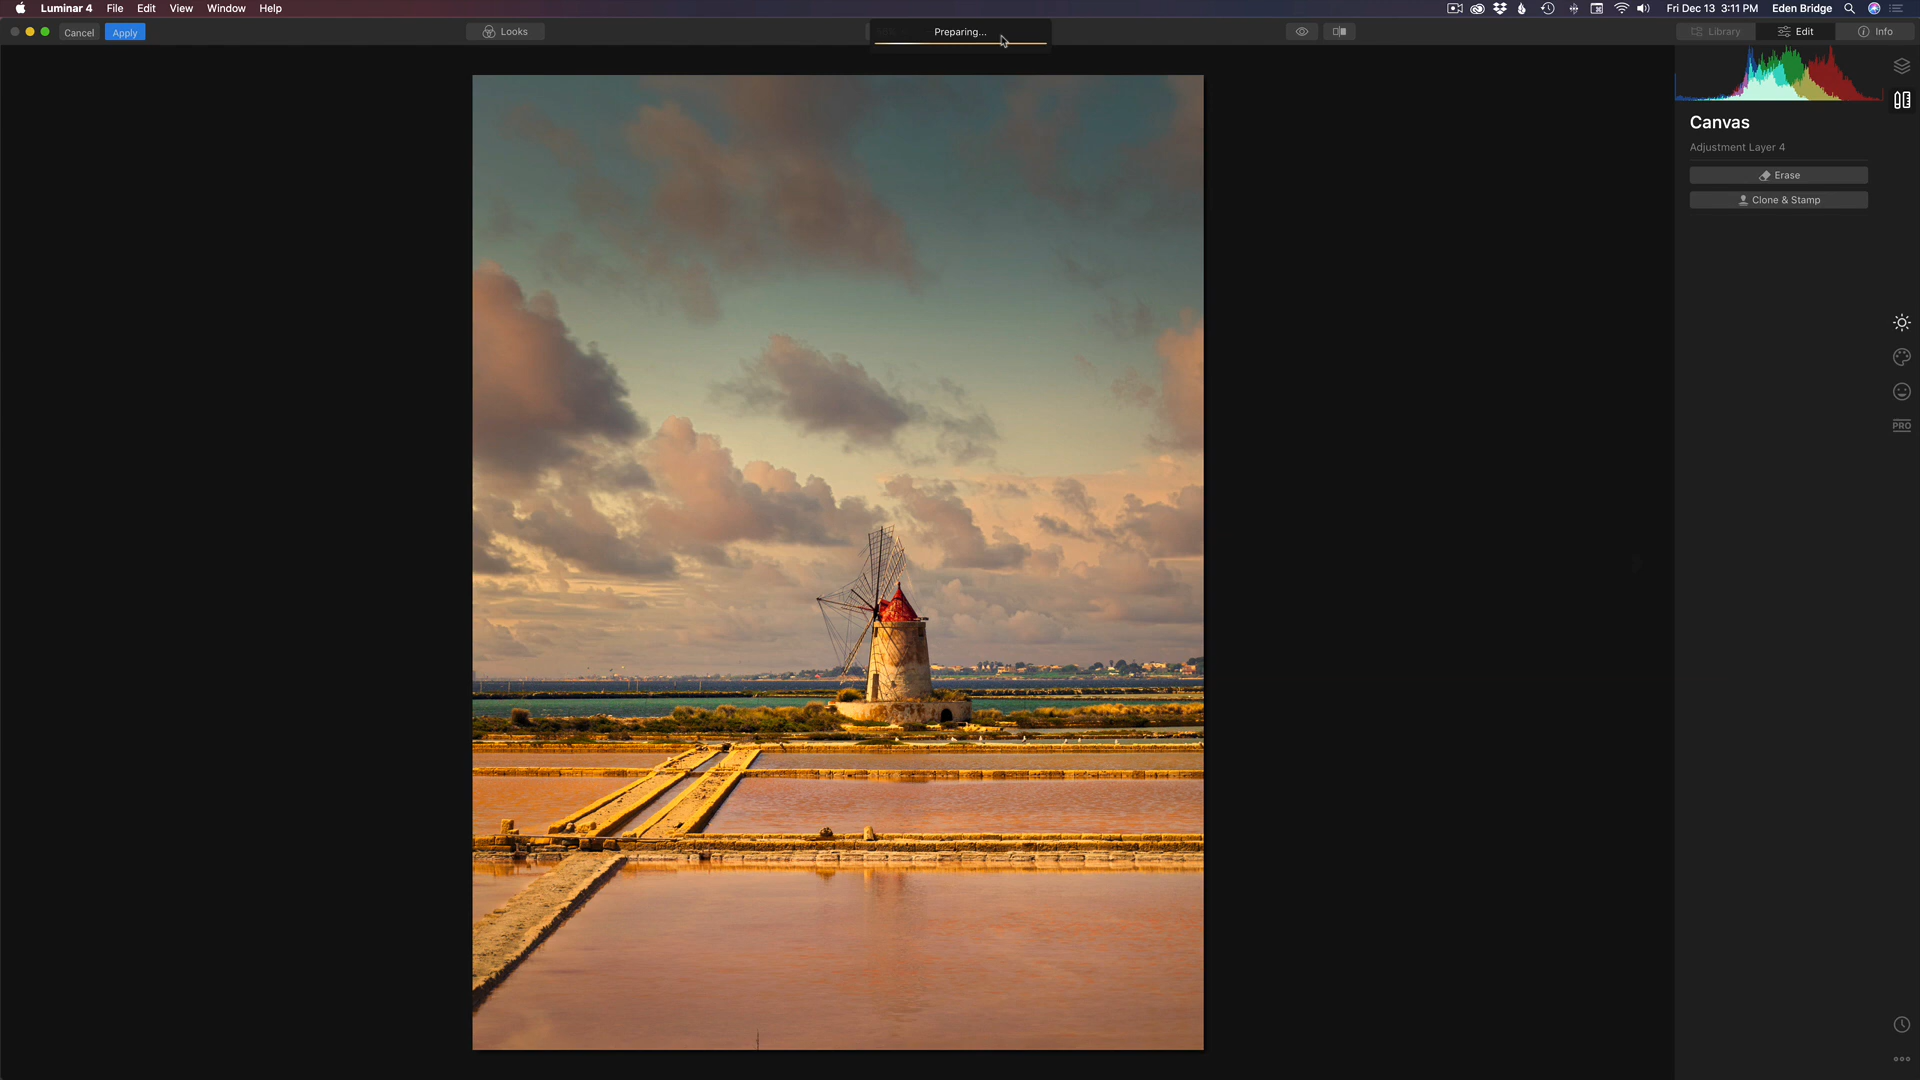 Luminar 4 File Edit View Window Help Fri Dec 13 3:11 PM Eden Bridge
Cancel Apply Looks Preparing... Library Edit Info
Canvas
Adjustment Layer 4
Erase
Clone & Stamp
PRO